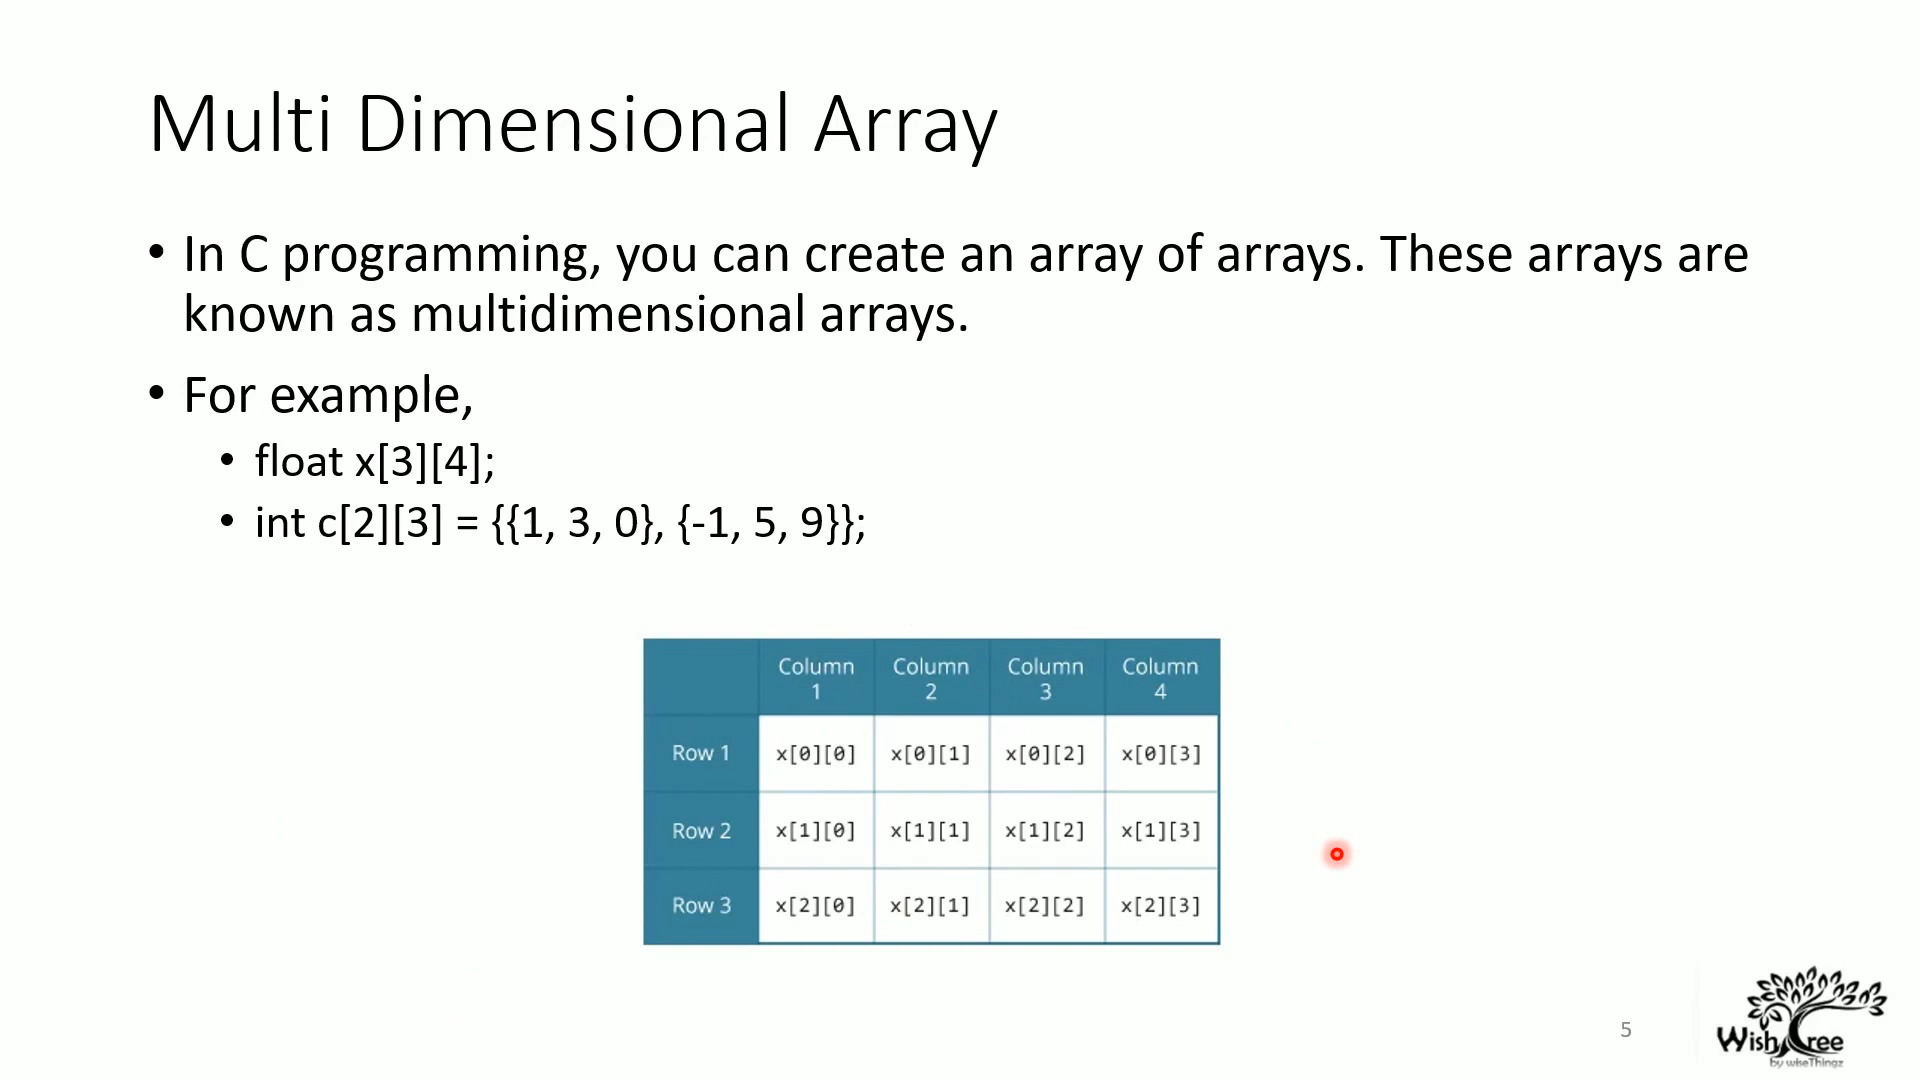 Multi Dimensional Array
• In C programming, you can create an array of arrays. These arrays are
known as multidimensional arrays.
• For example,
• float x[3][4];
• int c[2][3] = {{1, 3, 0}, {-1, 5, 9}};
Column 1 Column 2 Column 3 Column 4
Row 1 x[0][0] x[0][1] x[0][2] x[0][3]
Row 2 x[1][0] x[1][1] x[1][2] x[1][3]
Row 3 x[2][0] x[2][1] x[2][2] x[2][3]
5
WishTree
by wiseThingz